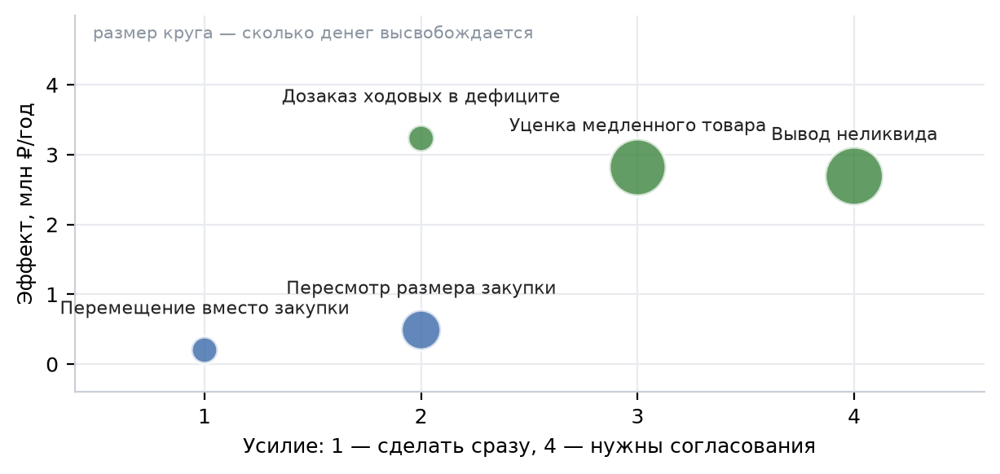 размер круга — сколько денег высвобождается
Дозаказ ходовых в дефиците
Уценка медленного товара
Вывод неликвида
Пересмотр размера закупки
Перемещение вместо закупки
Эффект, млн ₽/год
4
3
2
1
0
1
2
3
4
Усилие: 1 — сделать сразу, 4 — нужны согласования